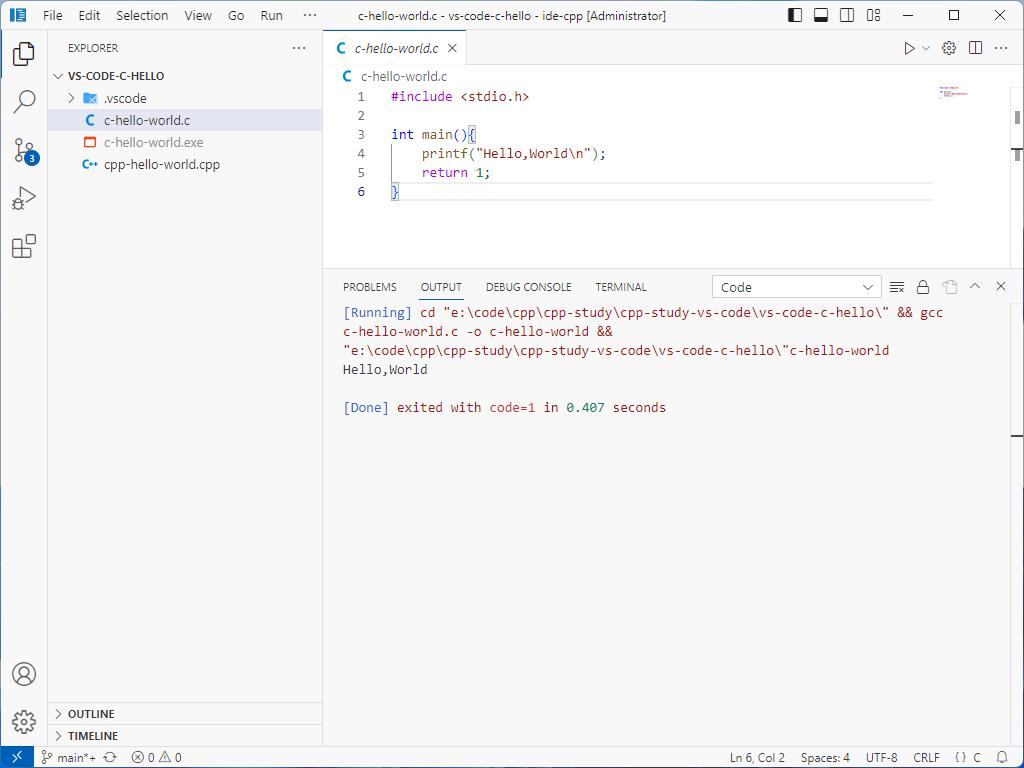 File Edit Selection View Go Run ··· c-hello-world.c - vs-code-c-hello - ide-cpp [Administrator]
EXPLORER ···
VS-CODE-C-HELLO
.vscode
C c-hello-world.c
c-hello-world.exe
C++ cpp-hello-world.cpp
3
OUTLINE
TIMELINE
C c-hello-world.c
C c-hello-world.c
1 #include <stdio.h>
2
3 int main(){
4 printf("Hello,World\n");
5 return 1;
6 }
PROBLEMS OUTPUT DEBUG CONSOLE TERMINAL Code
[Running] cd "e:\code\cpp\cpp-study\cpp-study-vs-code\vs-code-c-hello\" && gcc
c-hello-world.c -o c-hello-world &&
"e:\code\cpp\cpp-study\cpp-study-vs-code\vs-code-c-hello\"c-hello-world
Hello,World
[Done] exited with code=1 in 0.407 seconds
main*+ 0 0 Ln 6, Col 2 Spaces: 4 UTF-8 CRLF {} C